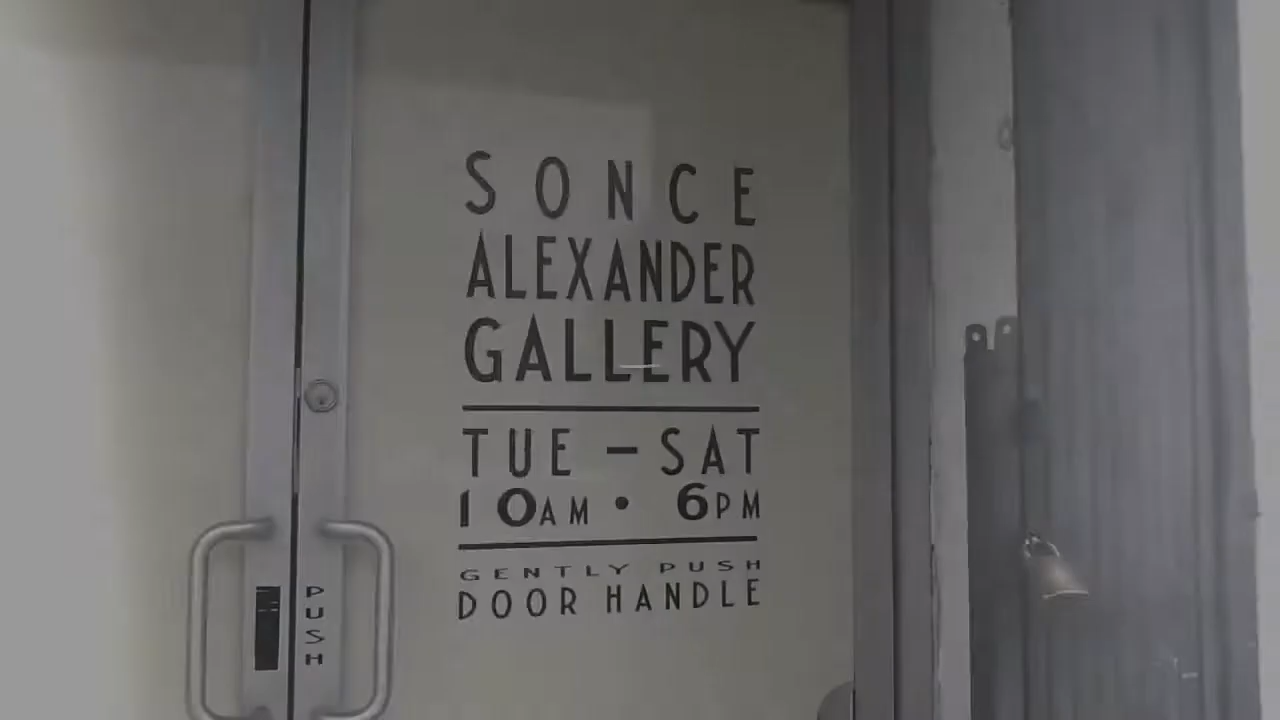 SONCE
ALEXANDER
GALLERY
TUE – SAT
10AM • 6PM
GENTLY PUSH
DOOR HANDLE
PUSH